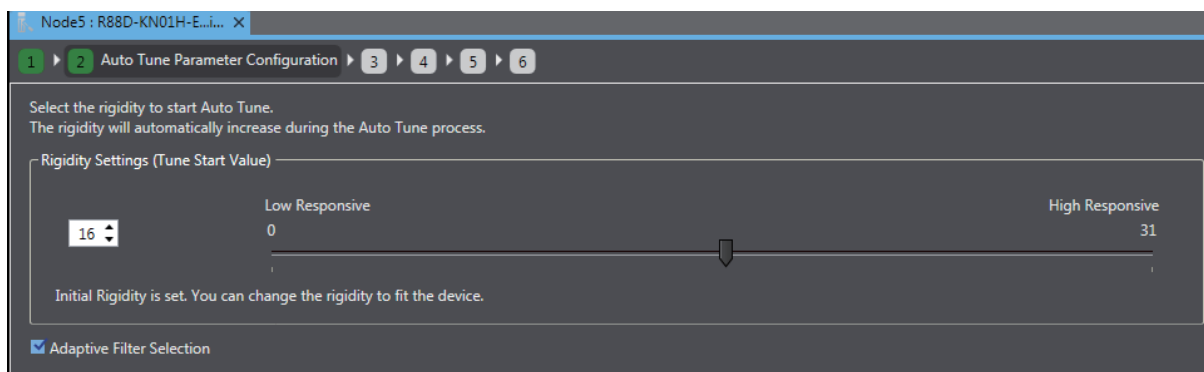 Node5 : R88D-KN01H-E...i... X
1 2 Auto Tune Parameter Configuration 3 4 5 6
Select the rigidity to start Auto Tune.
The rigidity will automatically increase during the Auto Tune process.
Rigidity Settings (Tune Start Value)
Low Responsive High Responsive
16 0 31
Initial Rigidity is set. You can change the rigidity to fit the device.
Adaptive Filter Selection